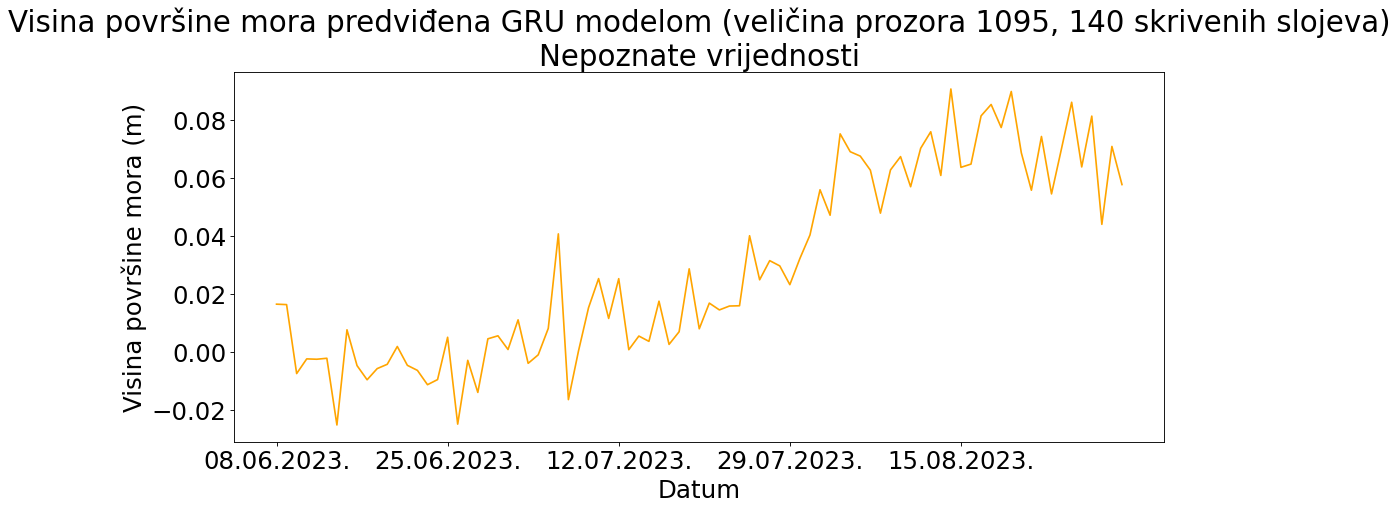 Visina površine mora predviđena GRU modelom (veličina prozora 1095, 140 skrivenih slojeva)
Nepoznate vrijednosti
Visina površine mora (m)
0.08
0.06
0.04
0.02
0.00
−0.02
08.06.2023. 25.06.2023. 12.07.2023. 29.07.2023. 15.08.2023.
Datum